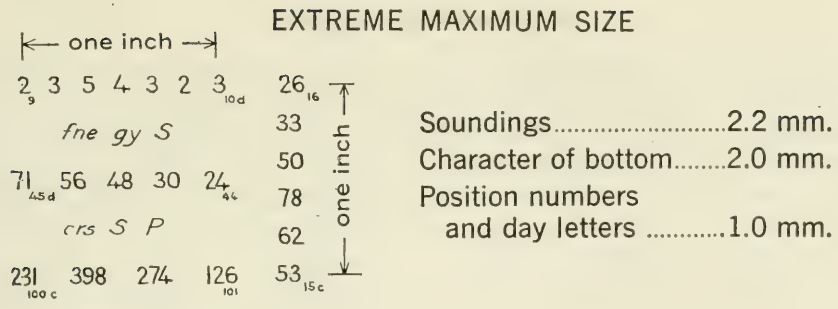 EXTREME MAXIMUM SIZE
one inch
2 9 3 5 4 3 2 3 10d
fne gy S
71 45d 56 48 30 24 46
crs S P
231 100c 398 274 126 101
26 16
33
50
78
62
53 15c
one inch
Soundings........................2.2 mm.
Character of bottom........2.0 mm.
Position numbers
and day letters ............1.0 mm.